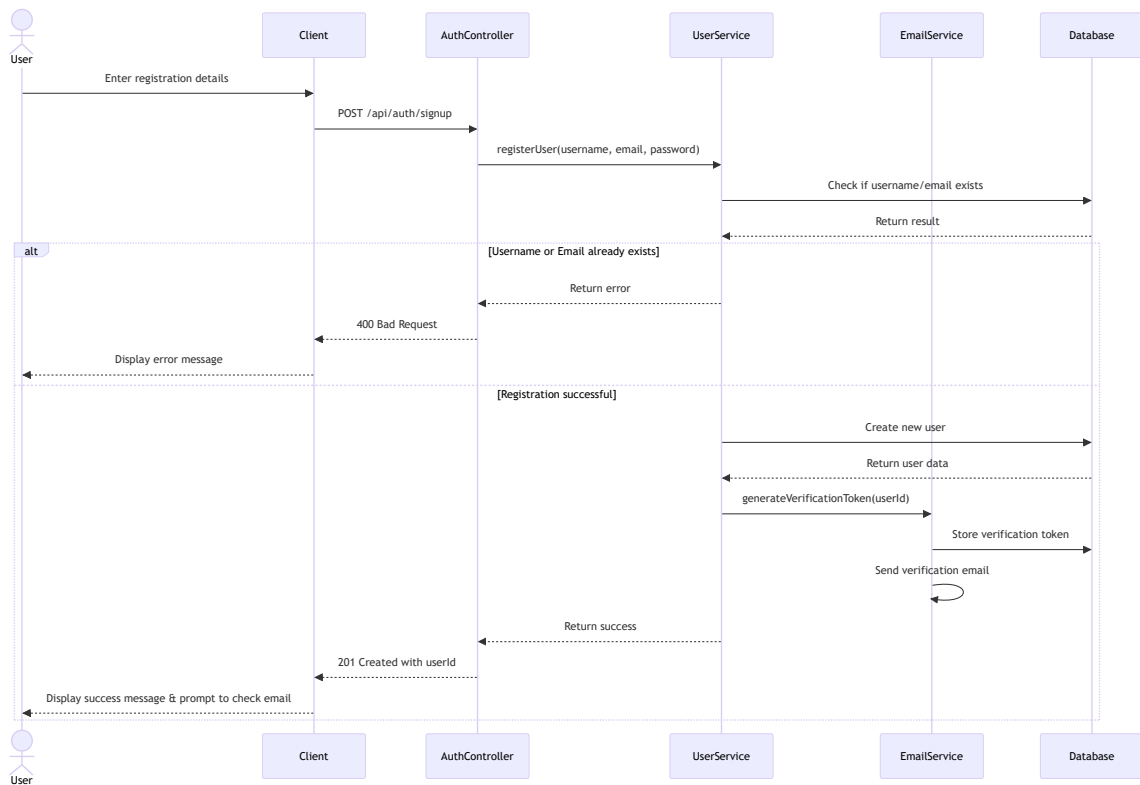 User
Client
AuthController
UserService
EmailService
Database
Enter registration details
POST /api/auth/signup
registerUser(username, email, password)
Check if username/email exists
Return result
alt
[Username or Email already exists]
Return error
400 Bad Request
Display error message
[Registration successful]
Create new user
Return user data
generateVerificationToken(userId)
Store verification token
Send verification email
Return success
201 Created with userId
Display success message & prompt to check email
User
Client
AuthController
UserService
EmailService
Database